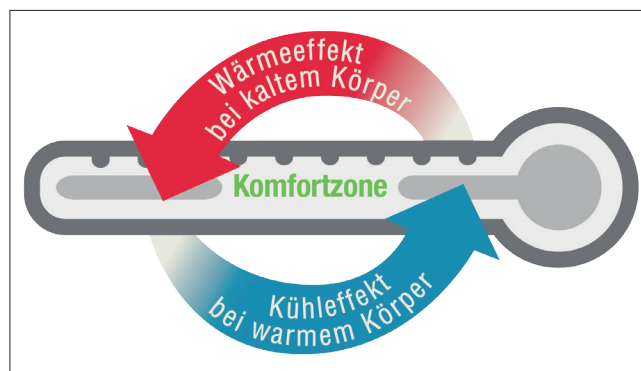 Wärmeeffekt
bei kaltem Körper
Komfortzone
Kühleffekt
bei warmem Körper